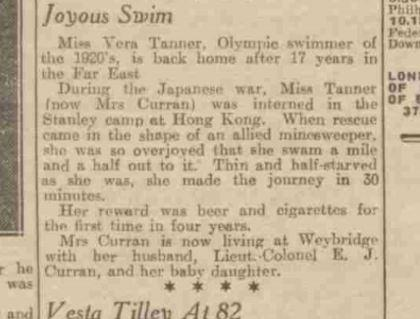 Joyous Swim
Miss Vera Tanner, Olympic swimmer of
the 1920's, is back home after 17 years in
the Far East
During the Japanese war, Miss Tanner
(now Mrs Curran) was interned in the
Stanley camp at Hong Kong. When rescue
came in the shape of an allied minesweeper,
she was so overjoyed that she swam a mile
and a half out to it. Thin and half-starved
as she was, she made the journey in 30
minutes.
Her reward was beer and cigarettes for
the first time in four years.
Mrs Curran is now living at Weybridge
with her husband, Lieut.-Colonel E. J.
Curran, and her baby daughter.
* * * *
Vesta Tilley At 82
r he
was
and
Philh
10.1
Feder
Down
LON
OF
OF
37